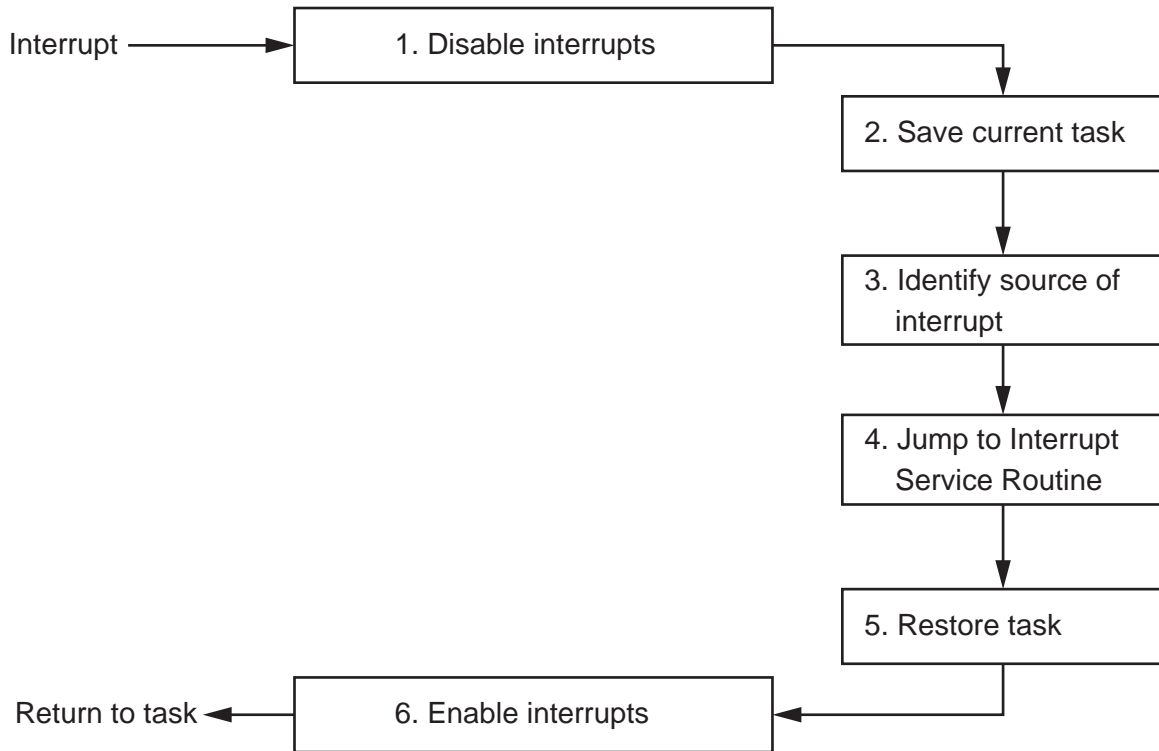 Interrupt
1. Disable interrupts
2. Save current task
3. Identify source of
interrupt
4. Jump to Interrupt
Service Routine
5. Restore task
6. Enable interrupts
Return to task